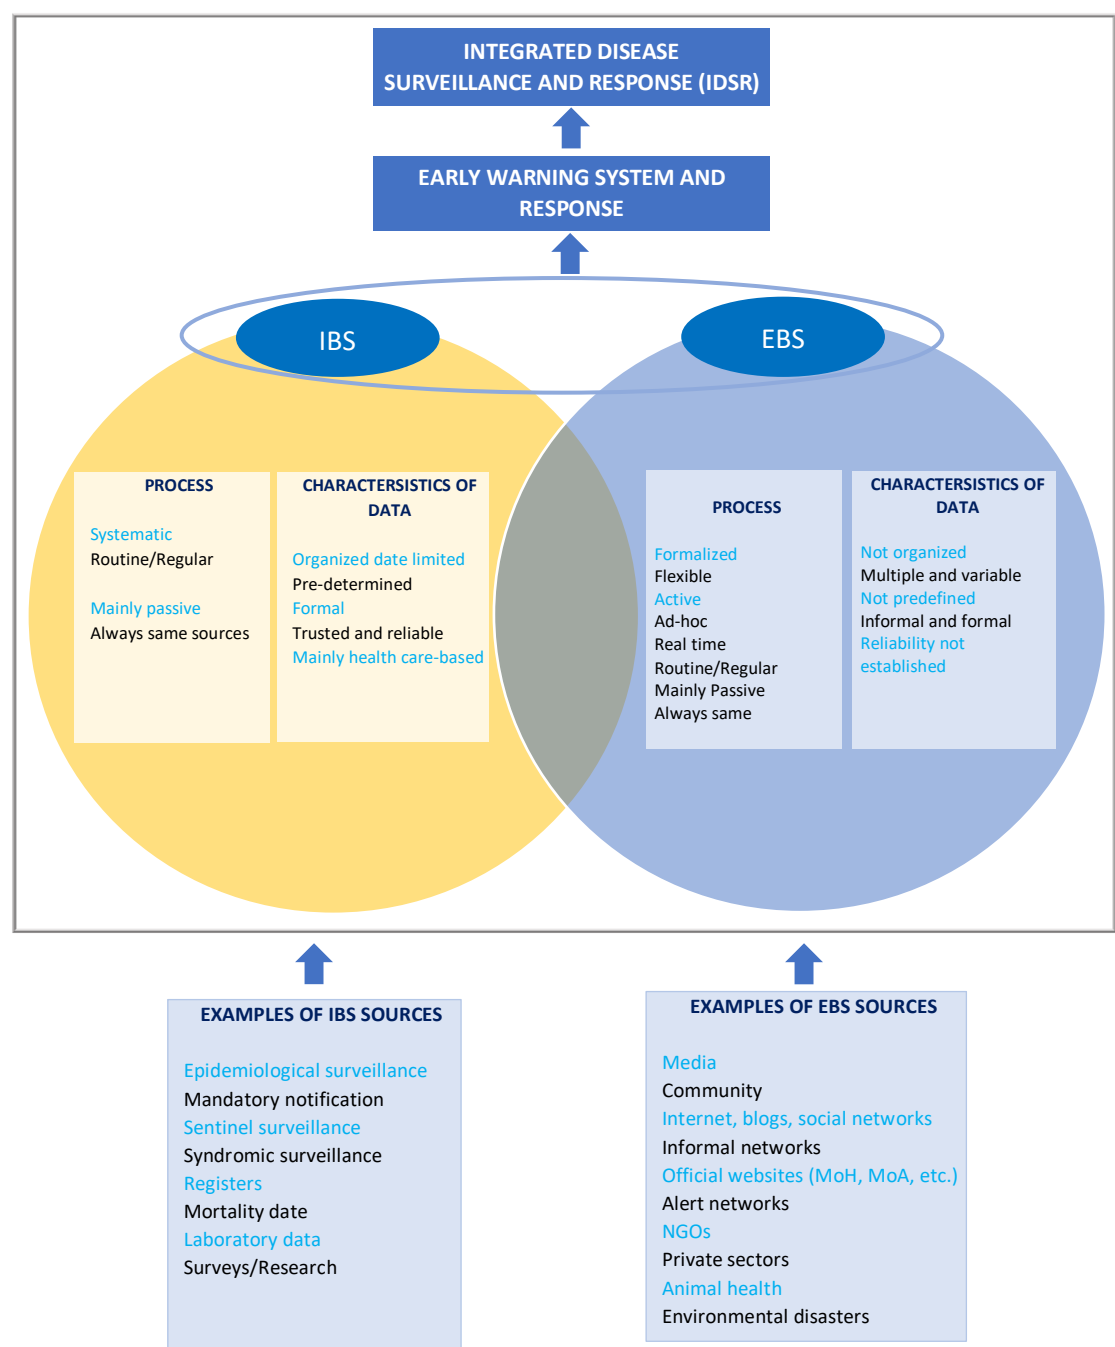 INTEGRATED DISEASE
SURVEILLANCE AND RESPONSE (IDSR)
EARLY WARNING SYSTEM AND
RESPONSE
IBS
EBS
PROCESS
Systematic
Routine/Regular
Mainly passive
Always same sources
CHARACTERSISTICS OF
DATA
Organized date limited
Pre-determined
Formal
Trusted and reliable
Mainly health care-based
PROCESS
Formalized
Flexible
Active
Ad-hoc
Real time
Routine/Regular
Mainly Passive
Always same
CHARACTERSISTICS OF
DATA
Not organized
Multiple and variable
Not predefined
Informal and formal
Reliability not
established
EXAMPLES OF IBS SOURCES
Epidemiological surveillance
Mandatory notification
Sentinel surveillance
Syndromic surveillance
Registers
Mortality date
Laboratory data
Surveys/Research
EXAMPLES OF EBS SOURCES
Media
Community
Internet, blogs, social networks
Informal networks
Official websites (MoH, MoA, etc.)
Alert networks
NGOs
Private sectors
Animal health
Environmental disasters